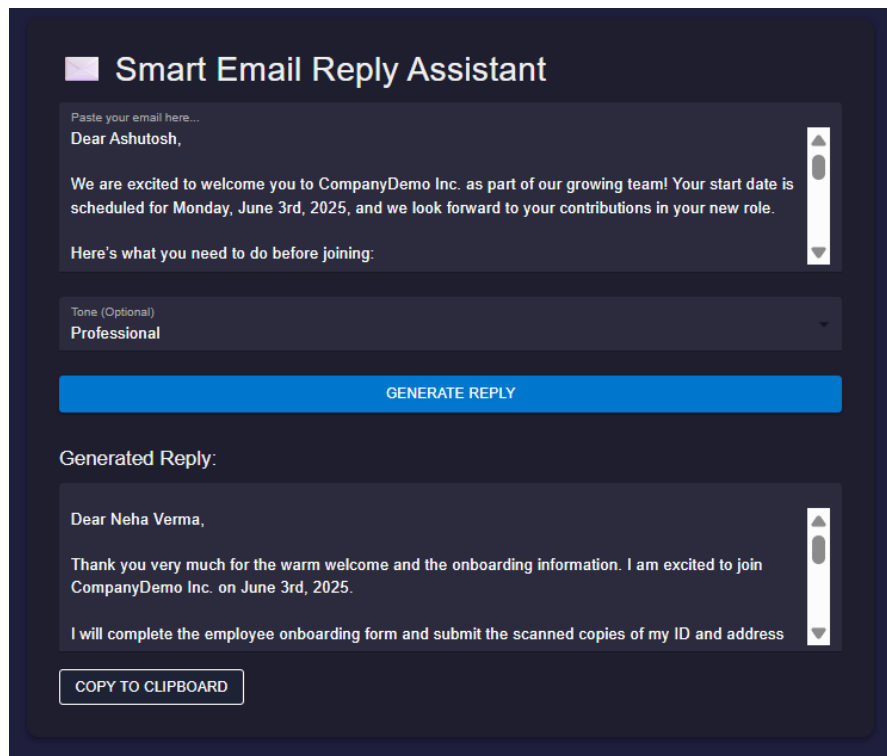 Smart Email Reply Assistant
Paste your email here...
Dear Ashutosh,
We are excited to welcome you to CompanyDemo Inc. as part of our growing team! Your start date is
scheduled for Monday, June 3rd, 2025, and we look forward to your contributions in your new role.
Here's what you need to do before joining:
Tone (Optional)
Professional
GENERATE REPLY
Generated Reply:
Dear Neha Verma,
Thank you very much for the warm welcome and the onboarding information. I am excited to join
CompanyDemo Inc. on June 3rd, 2025.
I will complete the employee onboarding form and submit the scanned copies of my ID and address
COPY TO CLIPBOARD